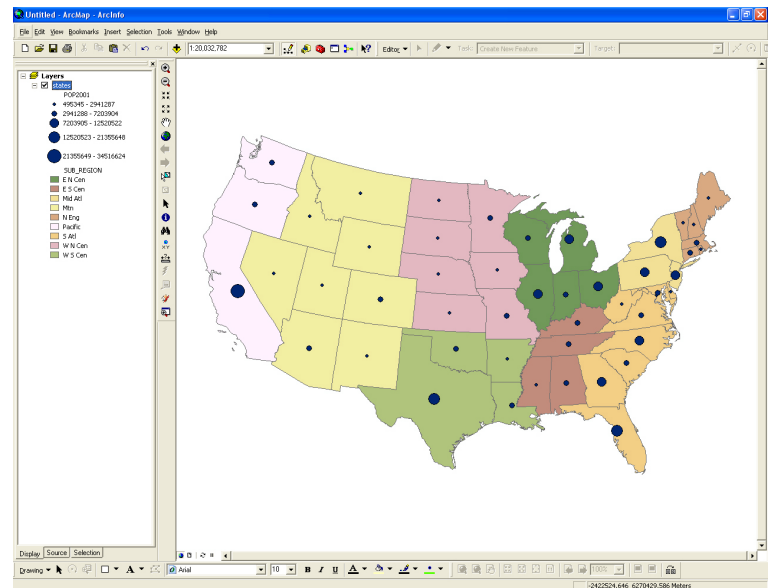 Untitled - ArcMap - ArcInfo
File Edit View Bookmarks Insert Selection Tools Window Help
1:20,032,782 Editor Task: Create New Feature Target:
Layers
states
POP2001
495345 - 2941287
2941288 - 7203904
7203905 - 12520522
12520523 - 21355648
21355649 - 34516624
SUB_REGION
E N Cen
E S Cen
Mid Atl
Mtn
N Eng
Pacific
S Atl
W N Cen
W S Cen
Display Source Selection
Drawing A Arial 10 B I U A 100%
-2422524.646 6270429.586 Meters